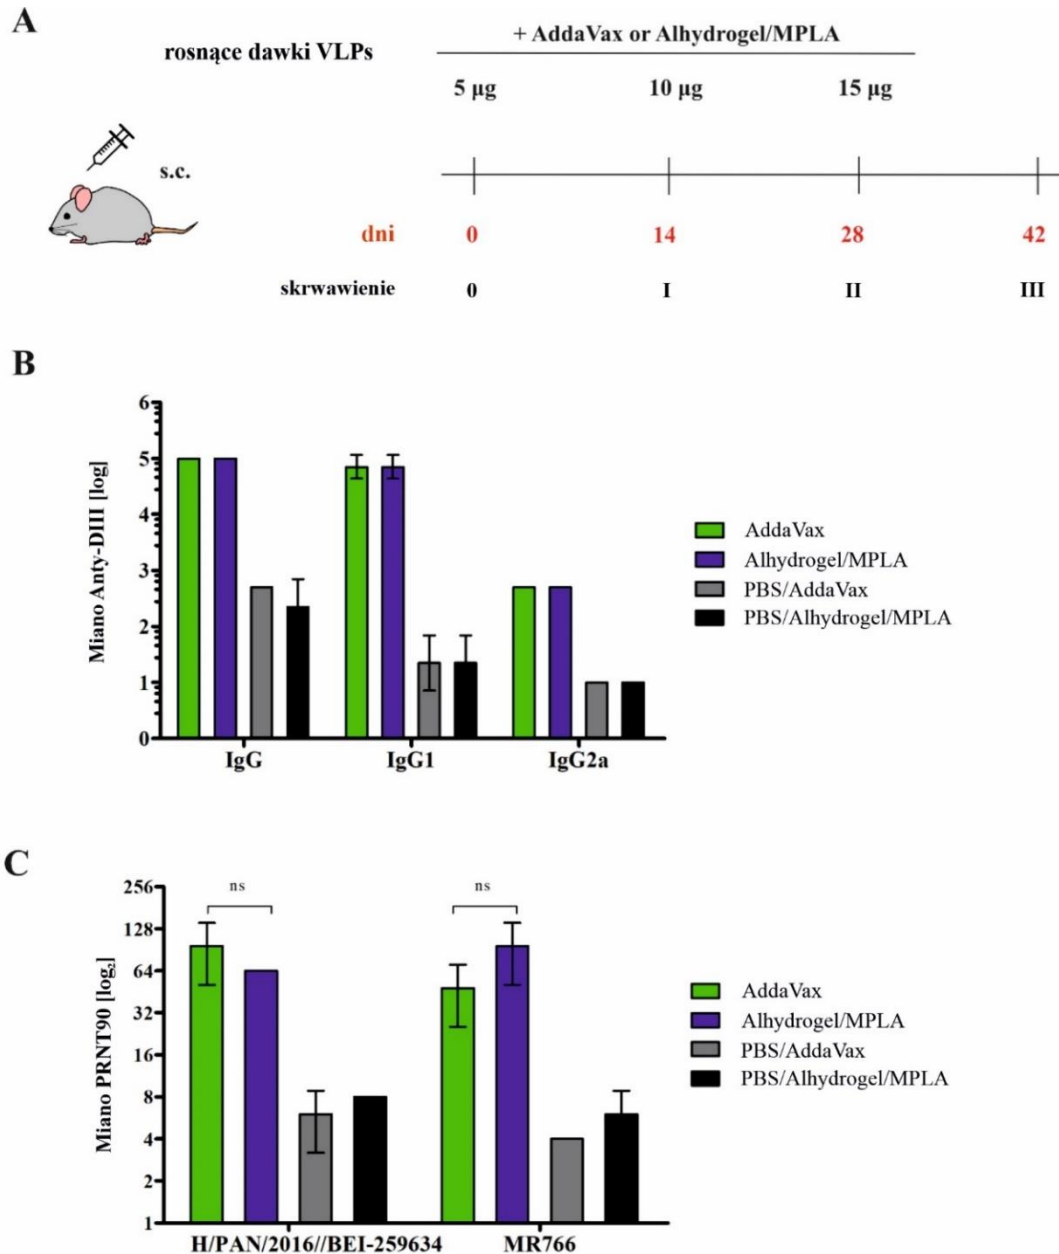 A
rosnące dawki VLPs
+ AddaVax or Alhydrogel/MPLA
5 µg 10 µg 15 µg
s.c.
dni 0 14 28 42
skrwawienie 0 I II III
B
Miano Anty-DIII [log]
6
5
4
3
2
1
0
IgG IgG1 IgG2a
AddaVax
Alhydrogel/MPLA
PBS/AddaVax
PBS/Alhydrogel/MPLA
C
Miano PRNT90 [log₂]
256
128
64
32
16
8
4
2
1
ns ns
H/PAN/2016//BEI-259634 MR766
AddaVax
Alhydrogel/MPLA
PBS/AddaVax
PBS/Alhydrogel/MPLA